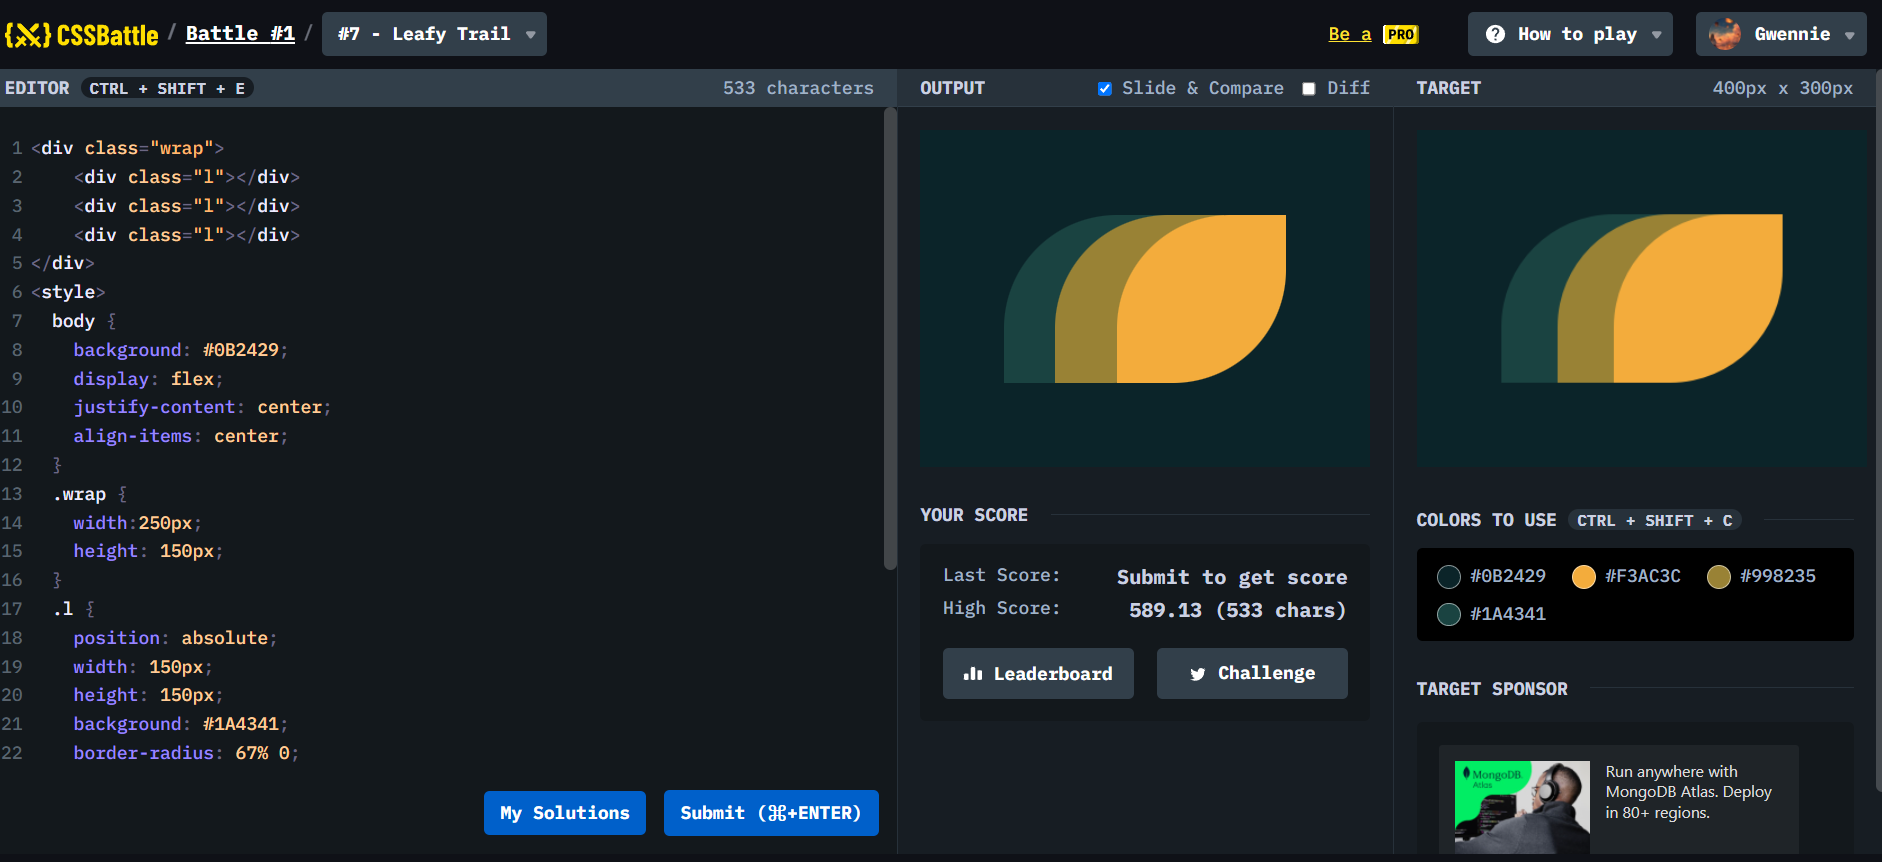 CSSBattle / Battle #1 / #7 - Leafy Trail Be a PRO How to play Gwennie
EDITOR CTRL + SHIFT + E 533 characters
1 <div class="wrap">
2 <div class="l"></div>
3 <div class="l"></div>
4 <div class="l"></div>
5 </div>
6 <style>
7 body {
8 background: #0B2429;
9 display: flex;
10 justify-content: center;
11 align-items: center;
12 }
13 .wrap {
14 width:250px;
15 height: 150px;
16 }
17 .l {
18 position: absolute;
19 width: 150px;
20 height: 150px;
21 background: #1A4341;
22 border-radius: 67% 0;
My Solutions Submit (⌘+ENTER)
OUTPUT Slide & Compare Diff
YOUR SCORE
Last Score: Submit to get score
High Score: 589.13 (533 chars)
Leaderboard Challenge
TARGET 400px x 300px
COLORS TO USE CTRL + SHIFT + C
#0B2429 #F3AC3C #998235
#1A4341
TARGET SPONSOR
MongoDB.
Atlas
Run anywhere with
MongoDB Atlas. Deploy
in 80+ regions.